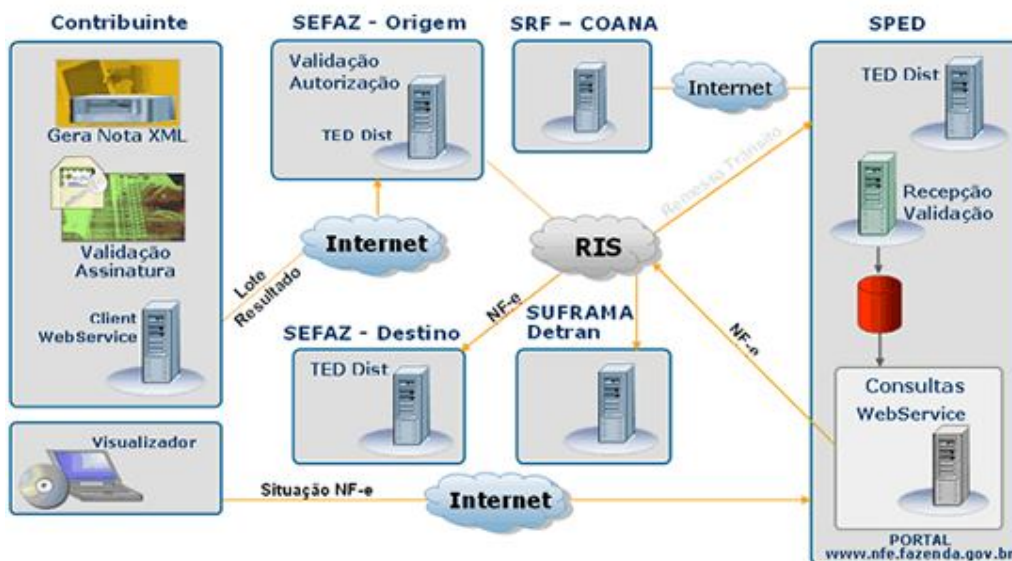 Contribuinte
Gera Nota XML
Validação
Assinatura
Client
WebService
Visualizador
SEFAZ - Origem
Validação
Autorização
TED Dist
SRF – COANA
Internet
SPED
TED Dist
Recepção
Validação
Remessa Trânsito
Internet
RIS
Lote
Resultado
NF-e
SEFAZ - Destino
TED Dist
SUFRAMA
Detran
NF-e
Consultas
WebService
Situação NF-e
Internet
PORTAL
www.nfe.fazenda.gov.br